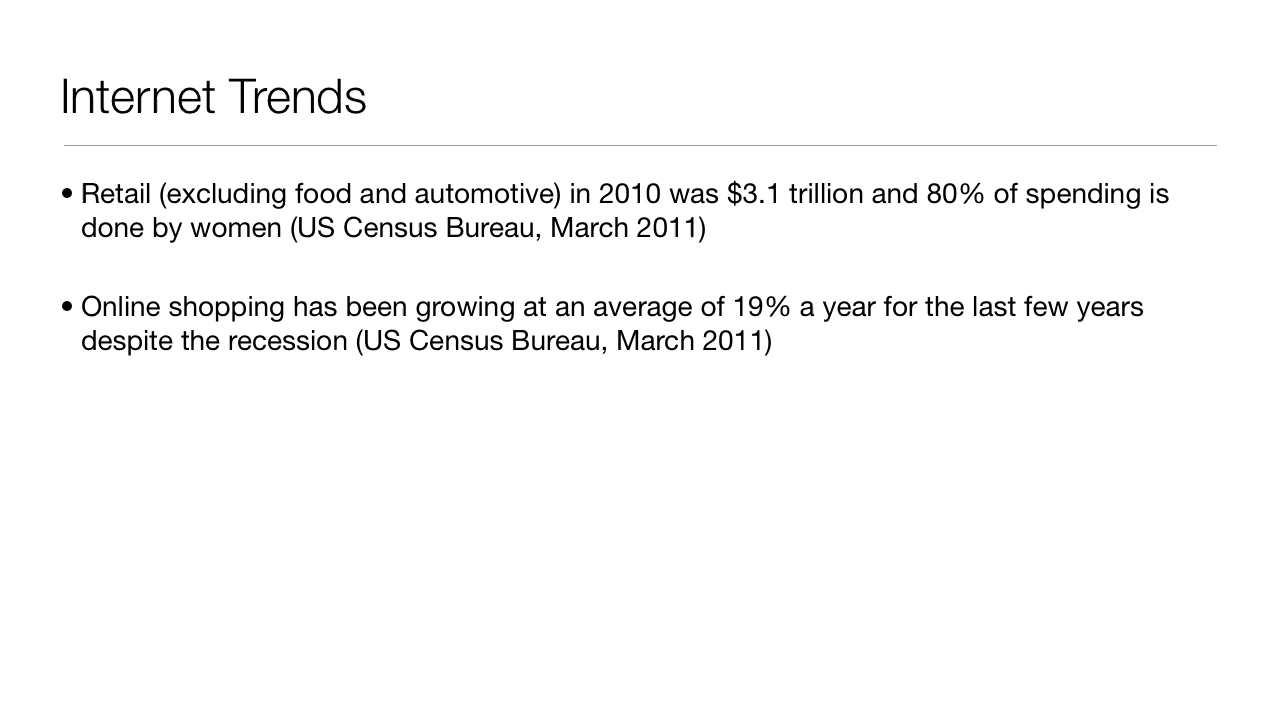 Internet Trends
• Retail (excluding food and automotive) in 2010 was $3.1 trillion and 80% of spending is
done by women (US Census Bureau, March 2011)
• Online shopping has been growing at an average of 19% a year for the last few years
despite the recession (US Census Bureau, March 2011)